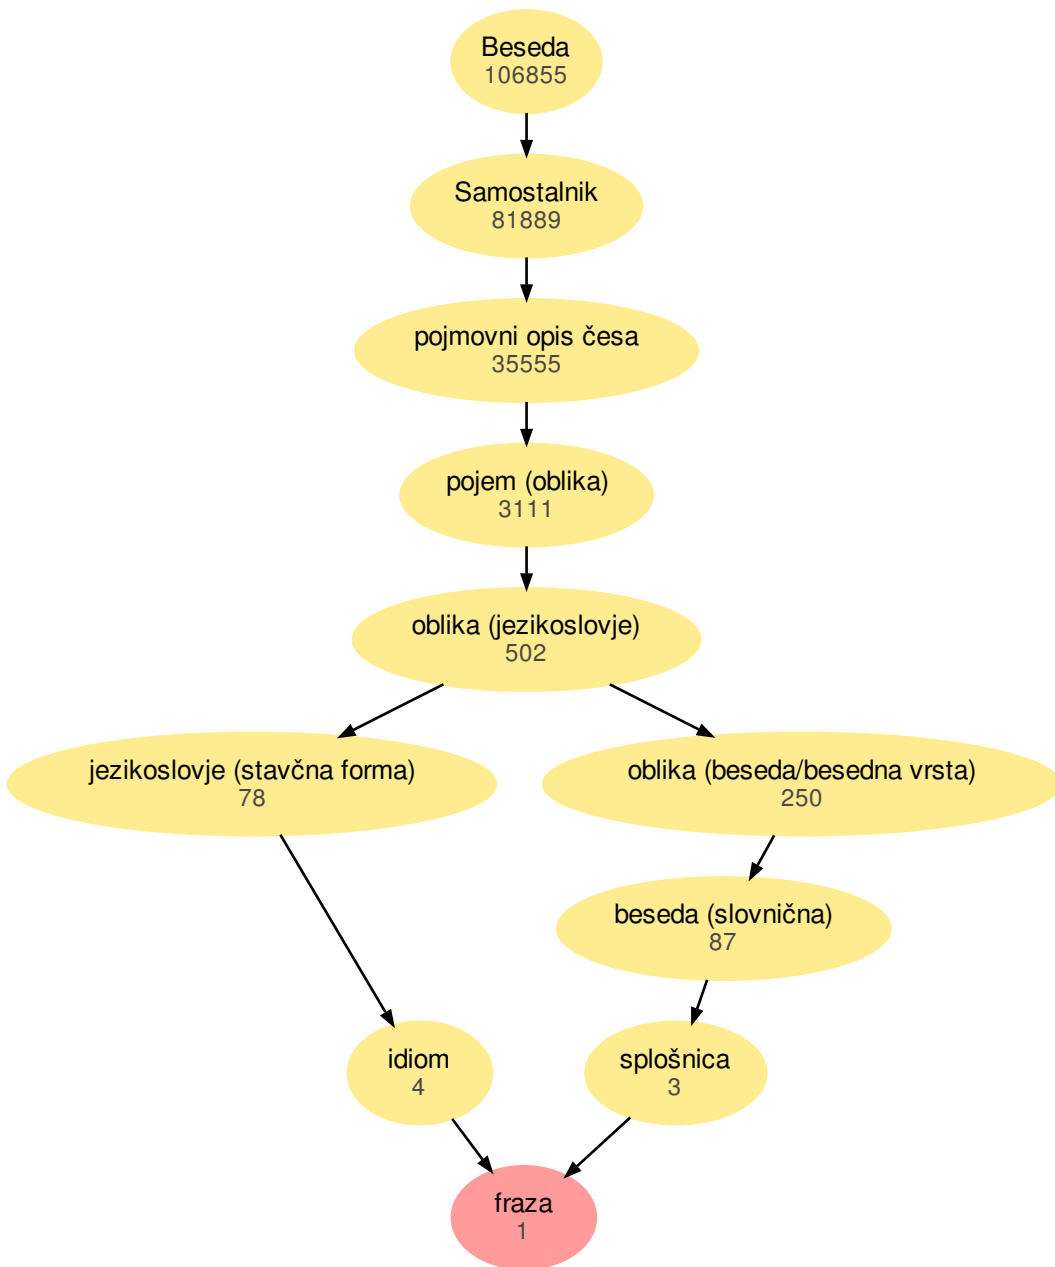 Beseda
106855
Samostalnik
81889
pojmovni opis česa
35555
pojem (oblika)
3111
oblika (jezikoslovje)
502
jezikoslovje (stavčna forma)
78
oblika (beseda/besedna vrsta)
250
beseda (slovnična)
87
idiom
4
splošnica
3
fraza
1